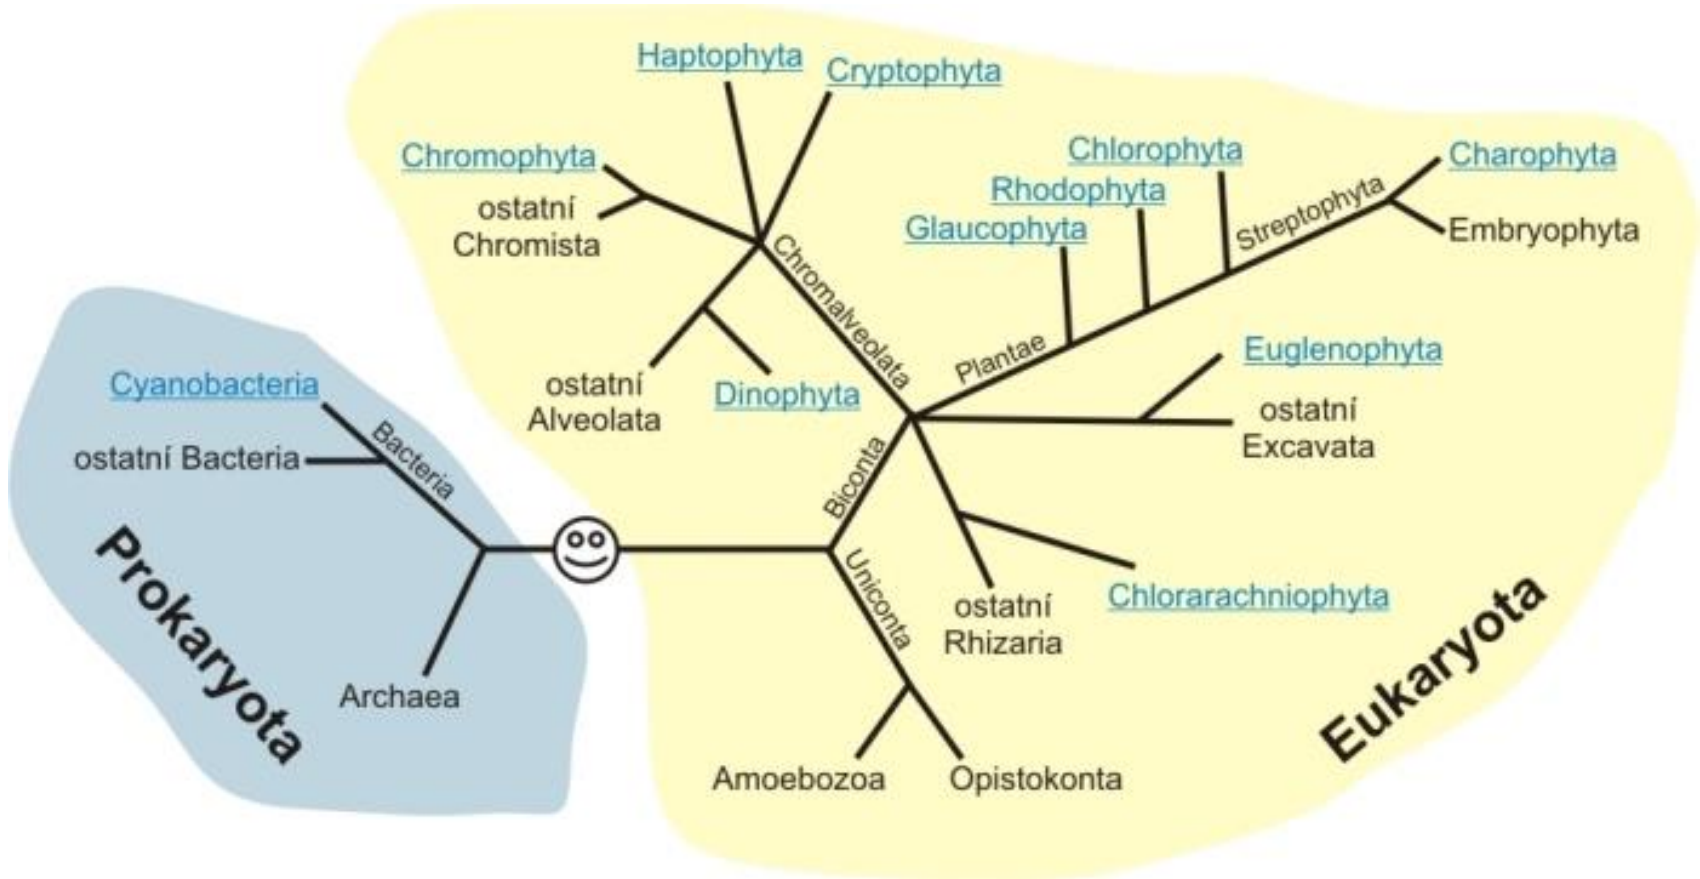 Haptophyta
Cryptophyta
Chromophyta
ostatní
Chromista
Chlorophyta
Rhodophyta
Glaucophyta
Streptophyta
Charophyta
Embryophyta
Chromalveolata
Plantae
Euglenophyta
ostatní
Excavata
ostatní
Alveolata
Dinophyta
Cyanobacteria
ostatní Bacteria
Bacteria
Biconta
Uniconta
Chlorarachniophyta
ostatní
Rhizaria
Prokaryota
Archaea
Eukaryota
Amoebozoa
Opistokonta